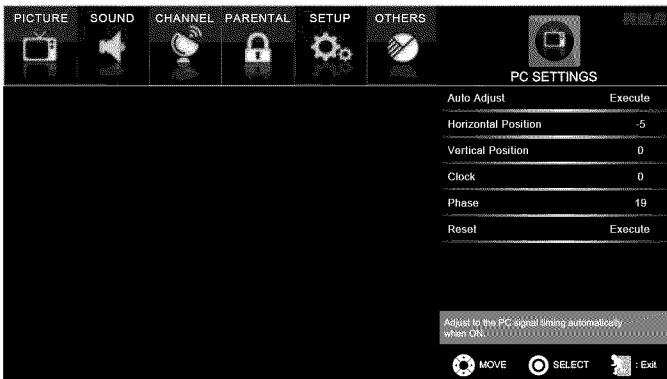 PICTURE SOUND CHANNEL PARENTAL SETUP OTHERS
RCA
PC SETTINGS
Auto Adjust Execute
Horizontal Position -5
Vertical Position 0
Clock 0
Phase 19
Reset Execute
Adjust to the PC signal timing automatically
when ON.
MOVE SELECT : Exit